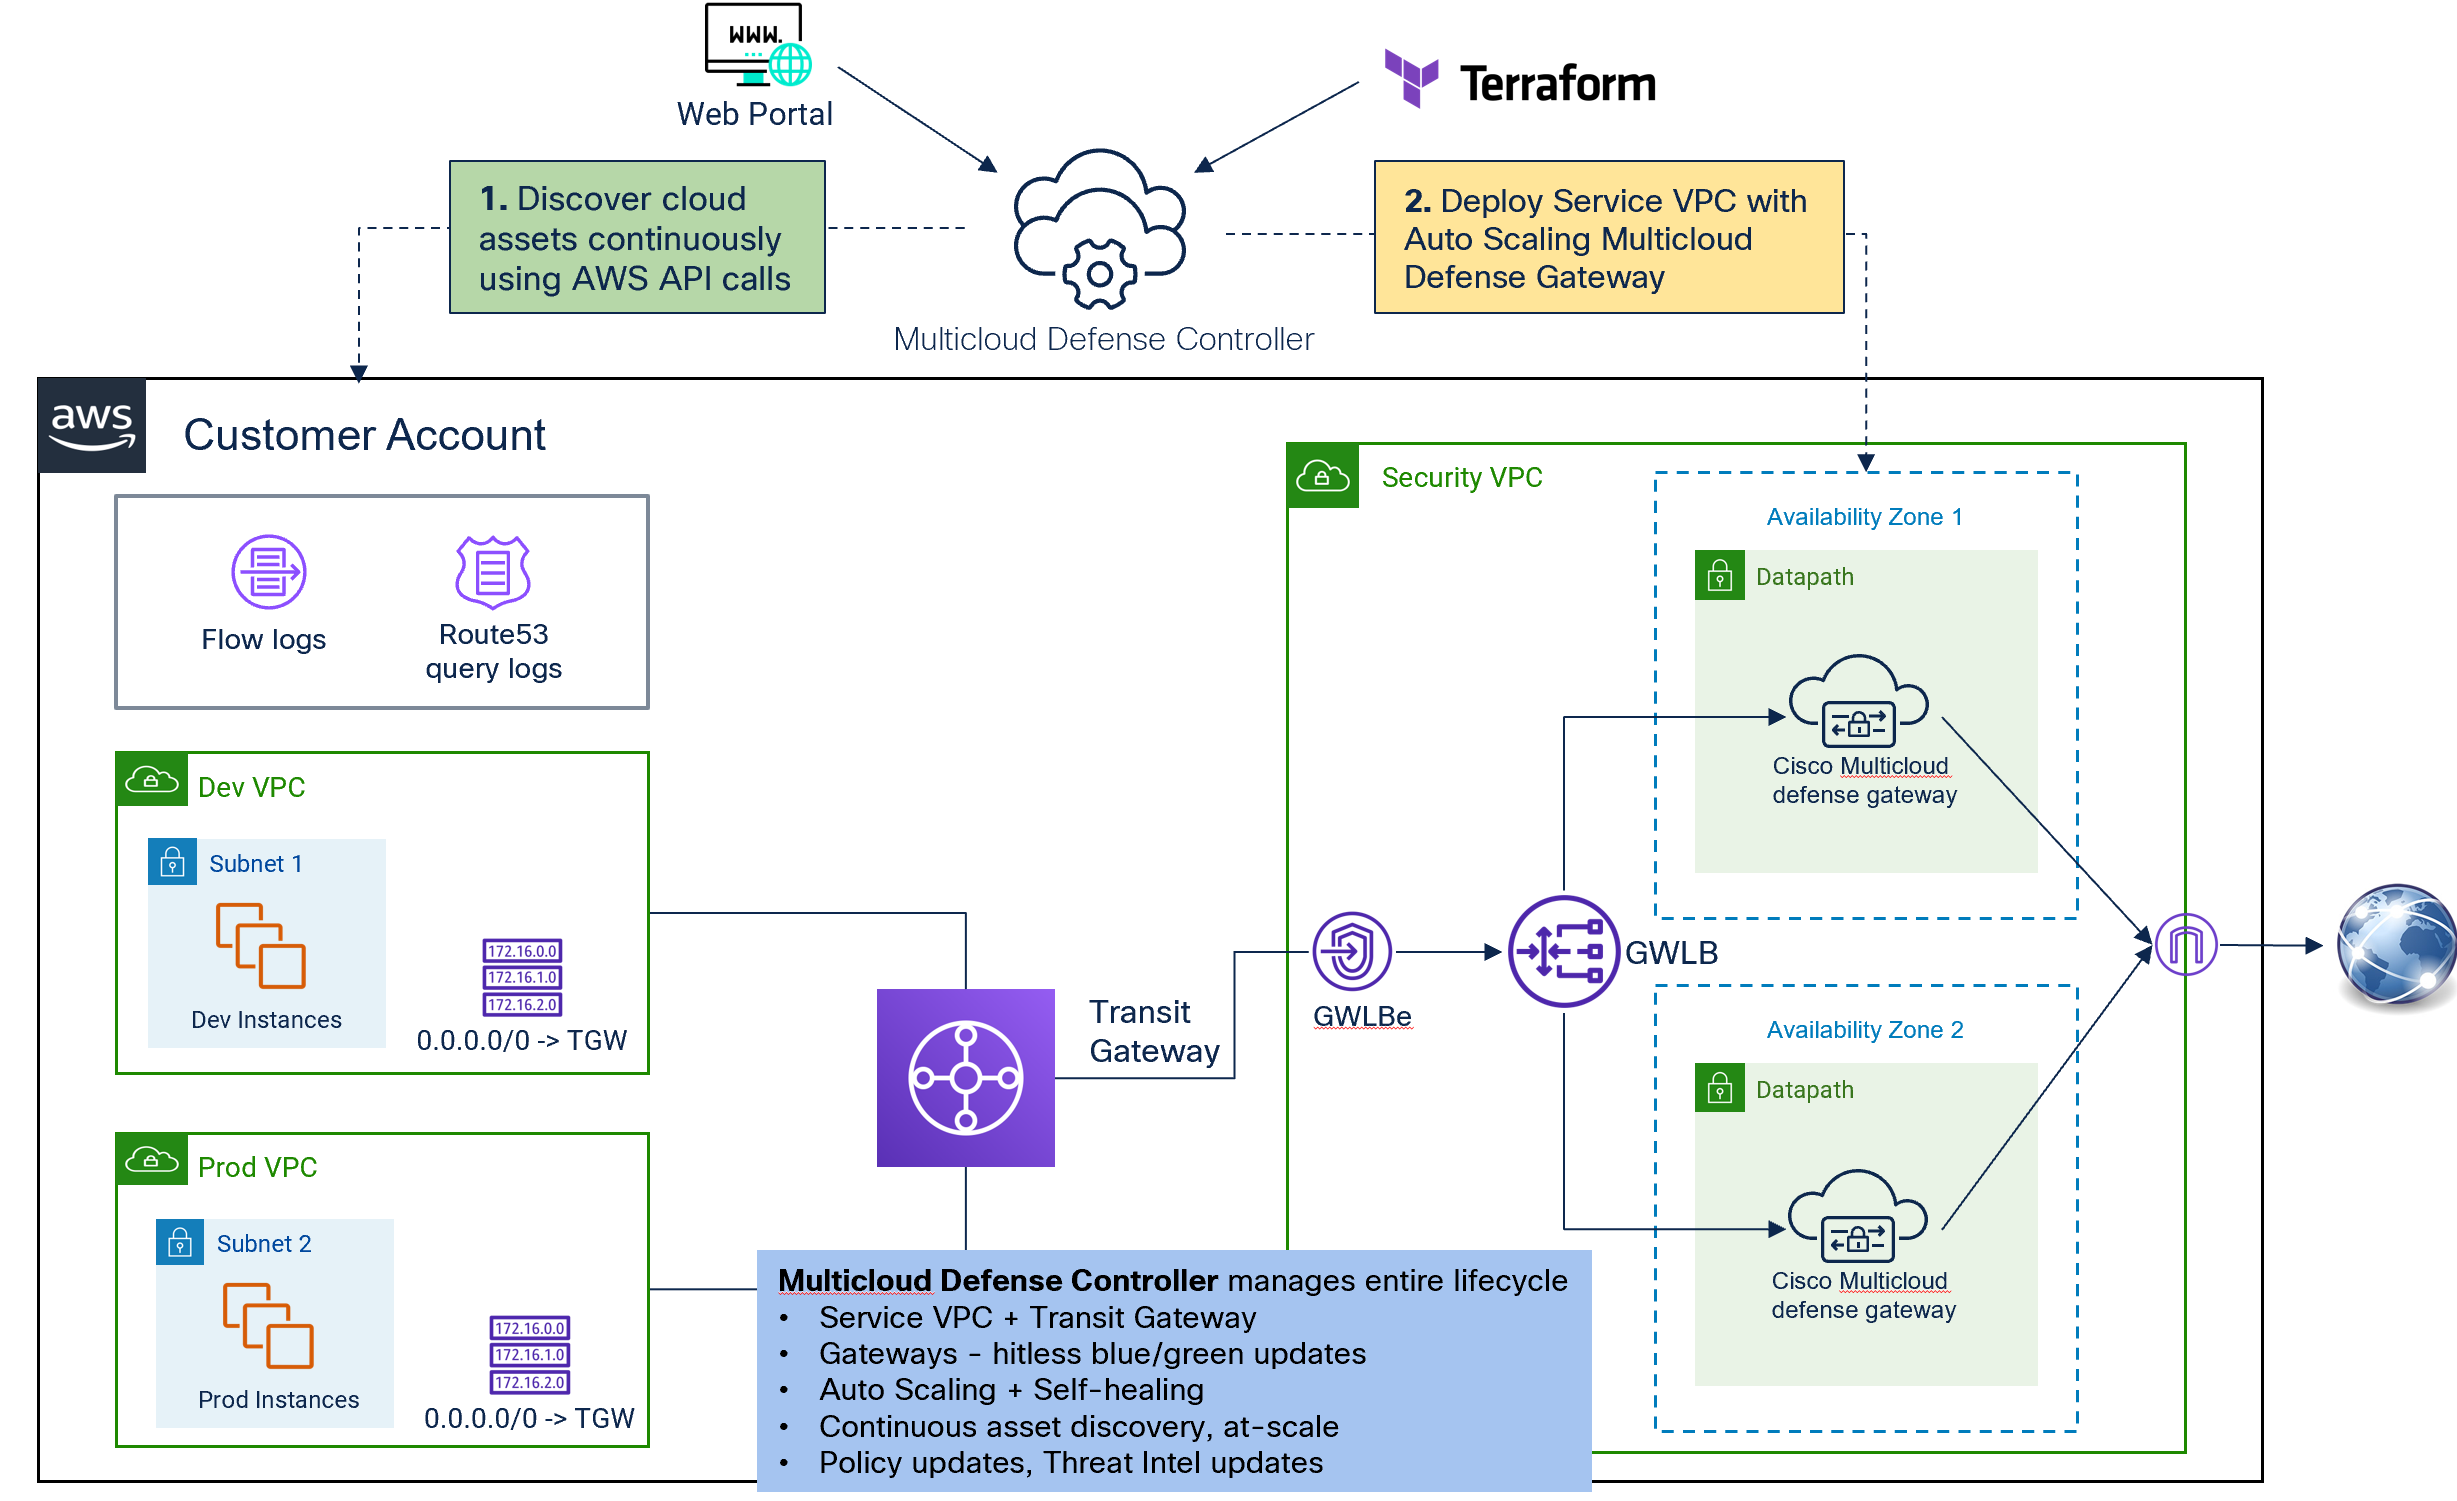 www.
Web Portal
Terraform
1. Discover cloud
assets continuously
using AWS API calls
2. Deploy Service VPC with
Auto Scaling Multicloud
Defense Gateway
Multicloud Defense Controller
aws
Customer Account
Flow logs
Route53
query logs
Dev VPC
Subnet 1
Dev Instances
172.16.0.0
172.16.1.0
172.16.2.0
0.0.0.0/0 -> TGW
Prod VPC
Subnet 2
Prod Instances
172.16.0.0
172.16.1.0
172.16.2.0
0.0.0.0/0 -> TGW
Transit
Gateway
Security VPC
GWLBe
GWLB
Availability Zone 1
Datapath
Cisco Multicloud
defense gateway
Availability Zone 2
Datapath
Cisco Multicloud
defense gateway
Multicloud Defense Controller manages entire lifecycle
• Service VPC + Transit Gateway
• Gateways - hitless blue/green updates
• Auto Scaling + Self-healing
• Continuous asset discovery, at-scale
• Policy updates, Threat Intel updates